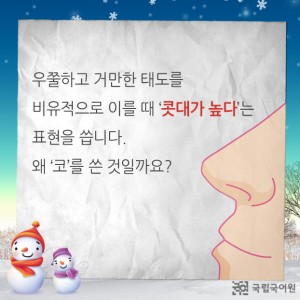 우쭐하고 거만한 태도를
비유적으로 이를 때 ‘콧대가 높다’는
표현을 씁니다.
왜 ‘코’를 쓴 것일까요?
국립국어원